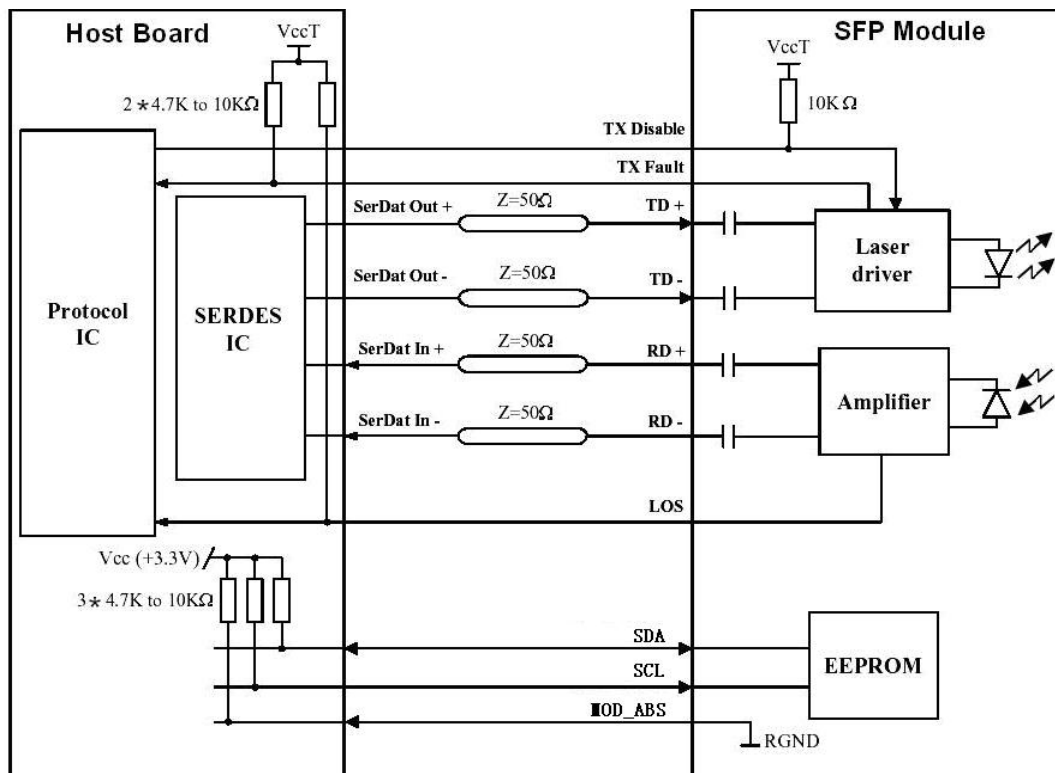 Host Board
SFP Module
VccT
VccT
2*4.7K to 10KΩ
10KΩ
TX Disable
TX Fault
SerDat Out +
Z=50Ω
TD +
SerDat Out -
Z=50Ω
TD -
Laser
driver
Protocol
IC
SERDES
IC
SerDat In +
Z=50Ω
RD +
SerDat In -
Z=50Ω
RD -
Amplifier
LOS
Vcc (+3.3V)
3*4.7K to 10KΩ
SDA
SCL
MOD_ABS
EEPROM
RGND